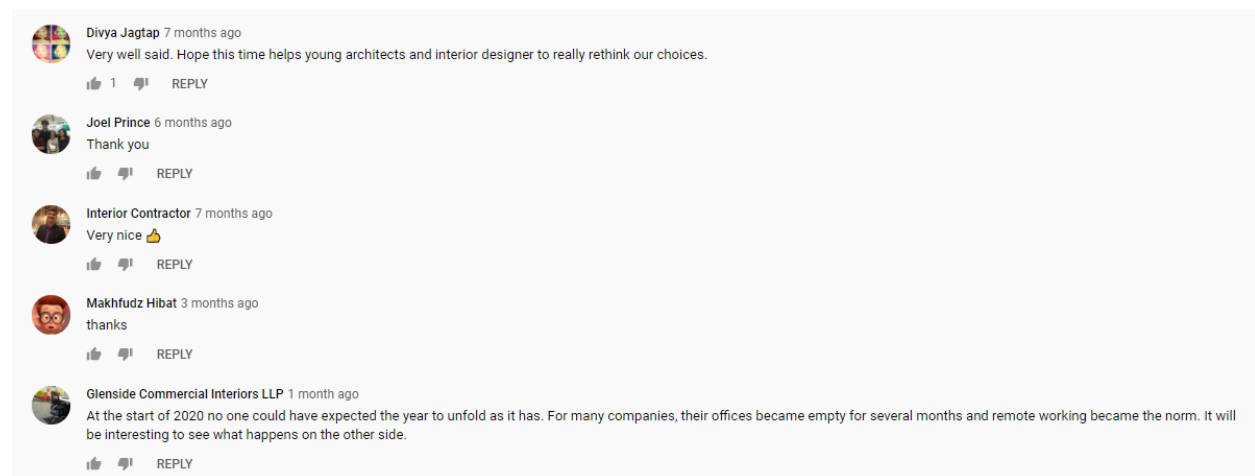 Divya Jagtap 7 months ago
Very well said. Hope this time helps young architects and interior designer to really rethink our choices.
1 REPLY
Joel Prince 6 months ago
Thank you
REPLY
Interior Contractor 7 months ago
Very nice 👍
REPLY
Makhfudz Hibat 3 months ago
thanks
REPLY
Glenside Commercial Interiors LLP 1 month ago
At the start of 2020 no one could have expected the year to unfold as it has. For many companies, their offices became empty for several months and remote working became the norm. It will
be interesting to see what happens on the other side.
REPLY